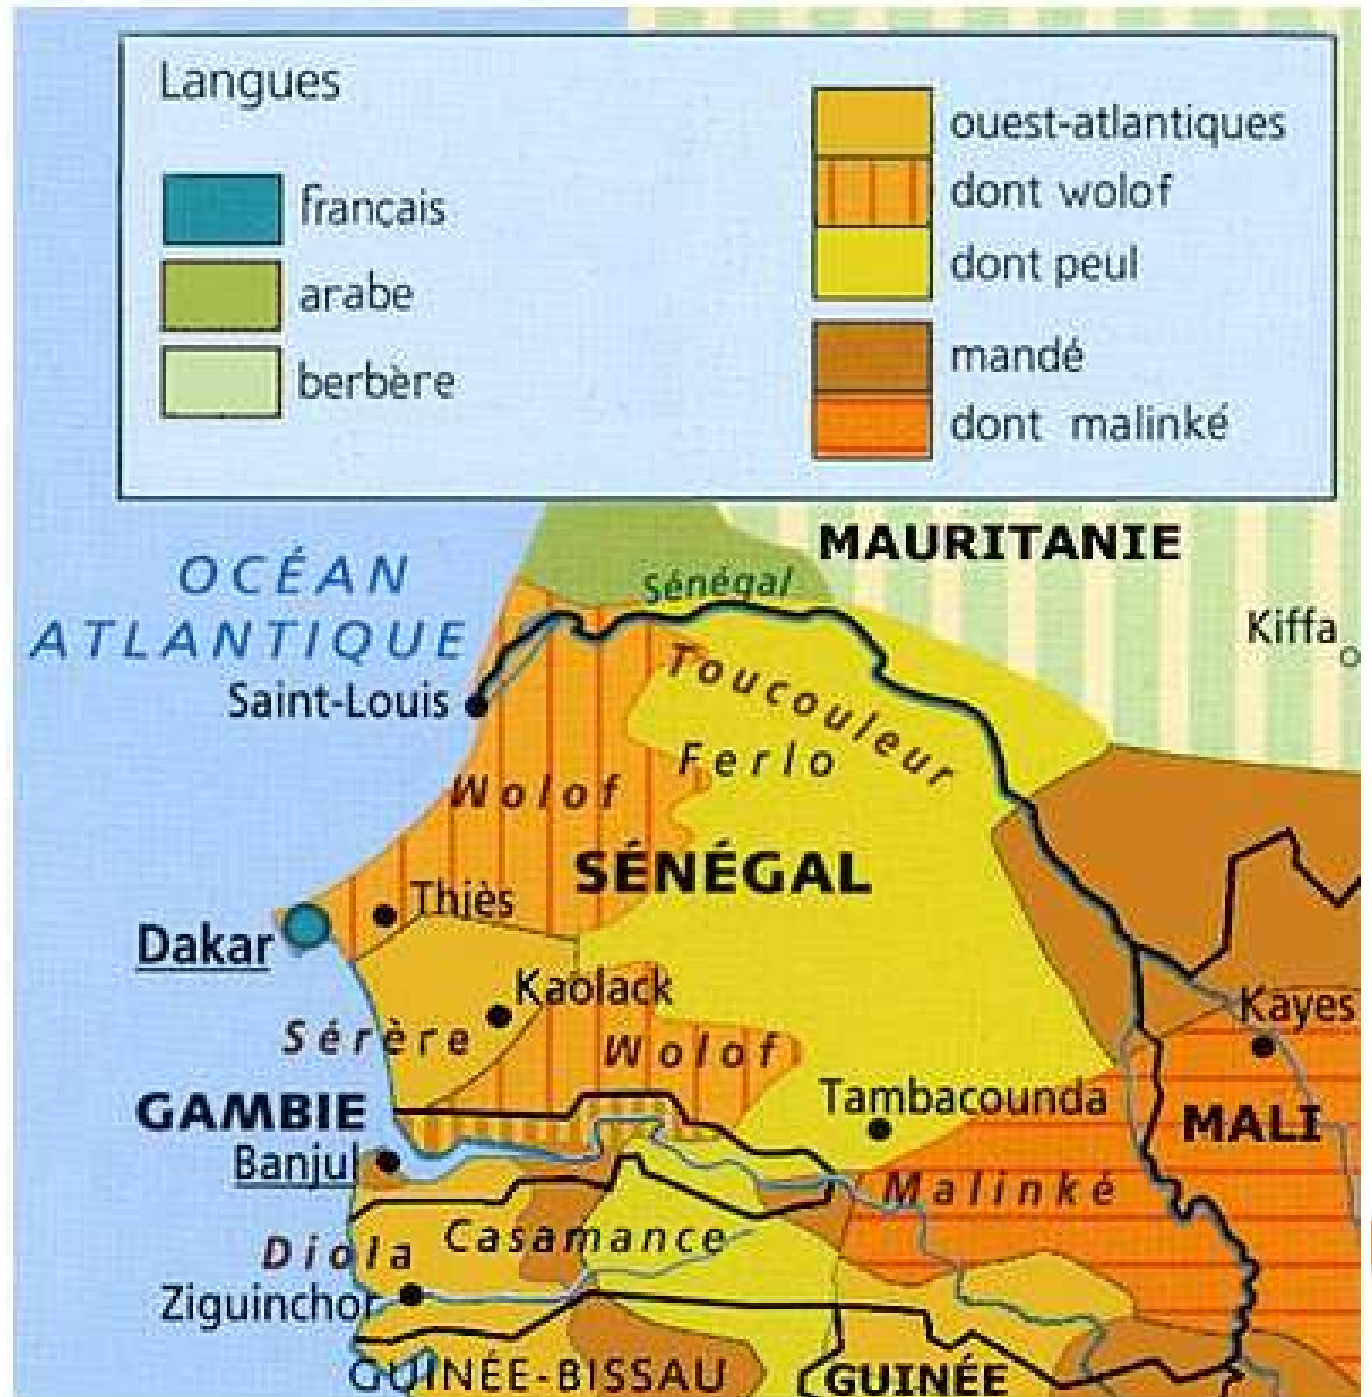 Langues
français
arabe
berbère
ouest-atlantiques
dont wolof
dont peul
mandé
dont malinké
MAURITANIE
OCÉAN
ATLANTIQUE
Sénégal
Kiffa
Saint-Louis
Toucouleur
Ferlo
Wolof
SÉNÉGAL
Thiès
Dakar
Kaolack
Kayes
Sérère
Wolof
GAMBIE
Tambacounda
MALI
Banjul
Malinké
Diola
Casamance
Ziguinchor
GUINÉE-BISSAU
GUINÉE